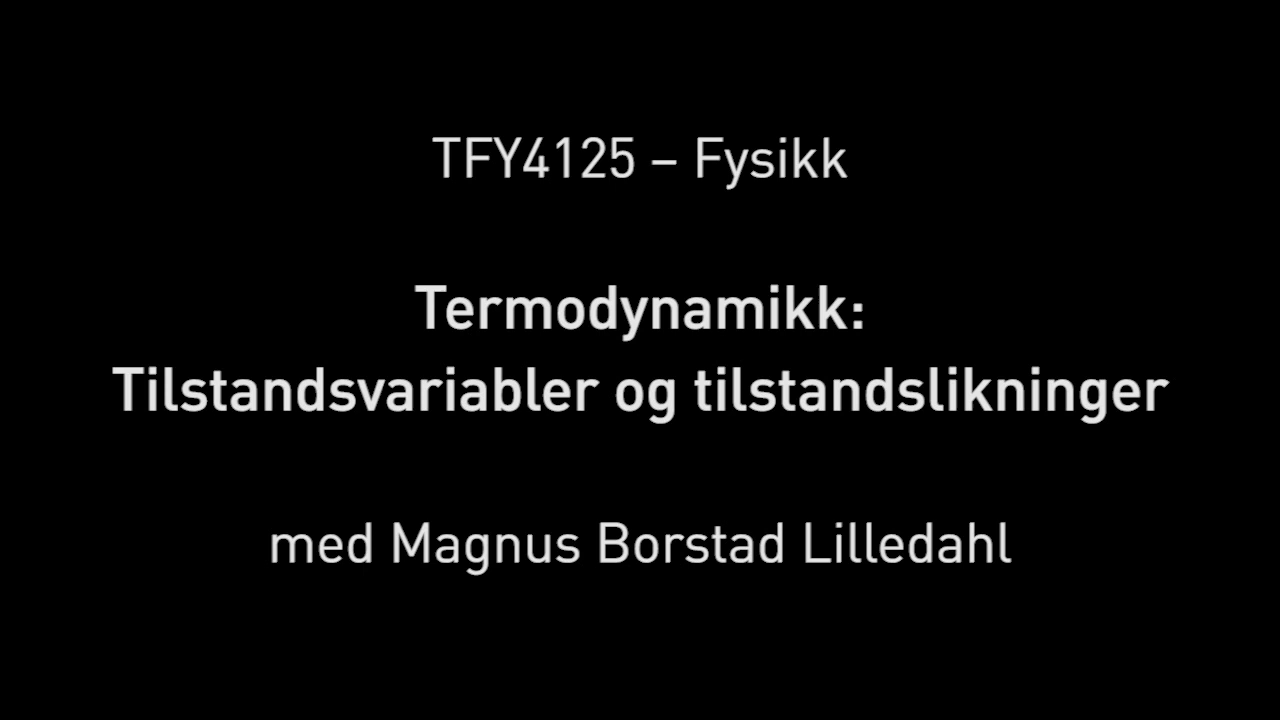 TFY4125 – Fysikk
Termodynamikk:
Tilstandsvariabler og tilstandslikninger
med Magnus Borstad Lilledahl